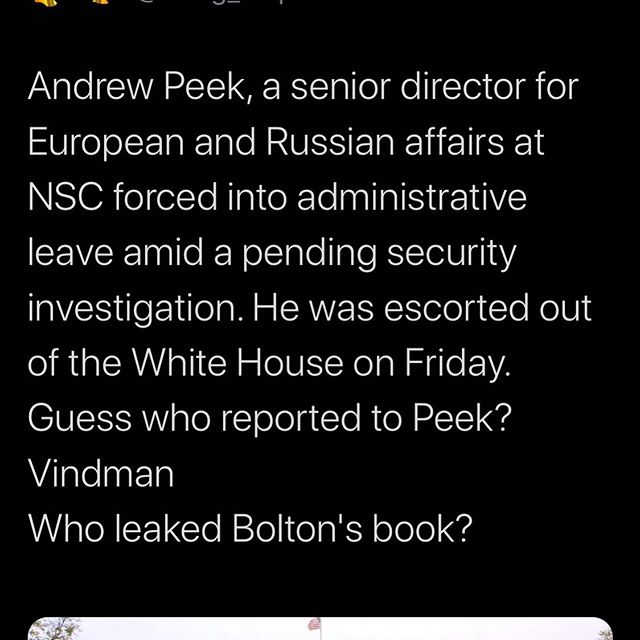 Andrew Peek, a senior director for
European and Russian affairs at
NSC forced into administrative
leave amid a pending security
investigation. He was escorted out
of the White House on Friday.
Guess who reported to Peek?
Vindman
Who leaked Bolton's book?